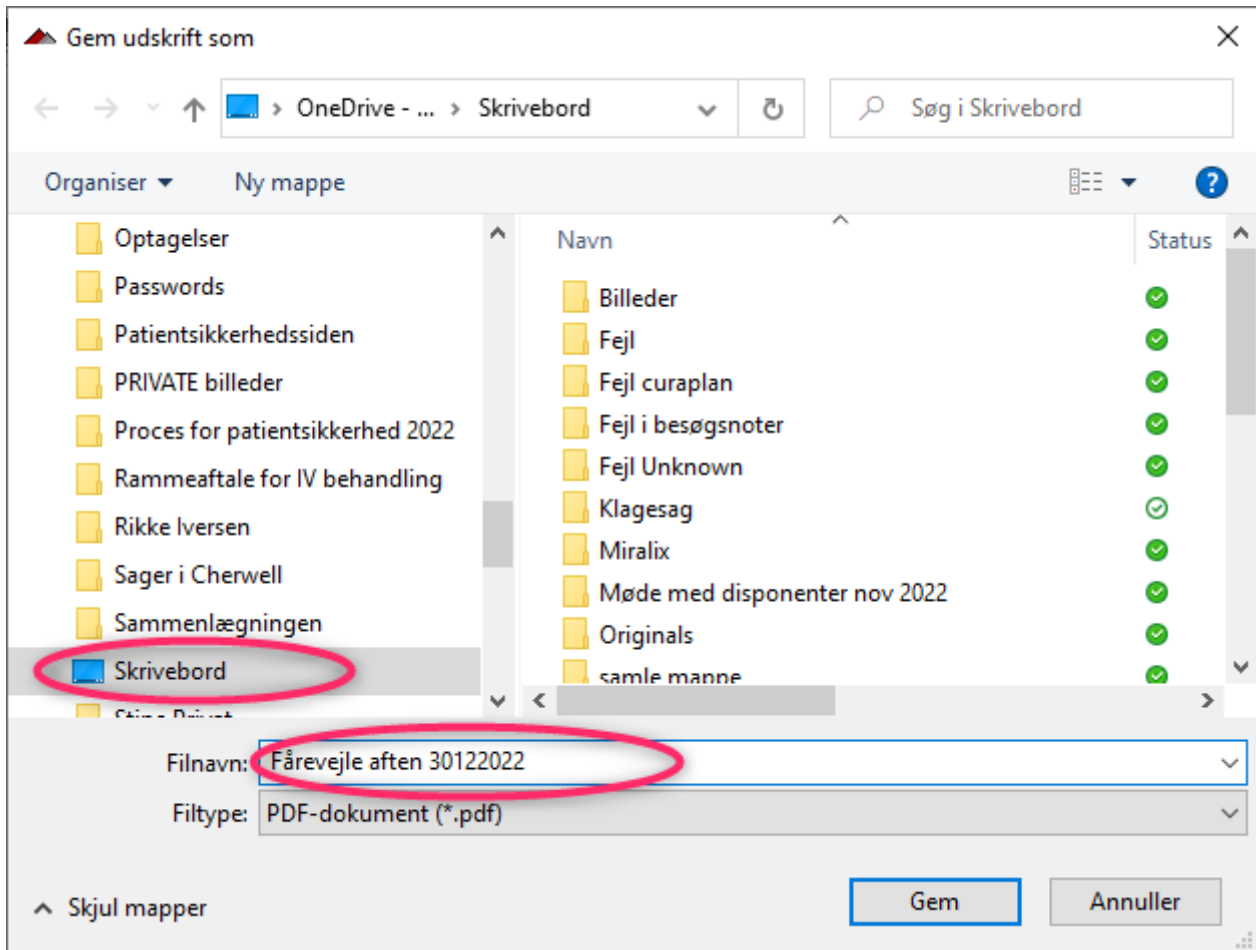 Gem udskrift som
OneDrive - ... Skrivebord
Søg i Skrivebord
Organiser Ny mappe
Optagelser
Passwords
Patientsikkerhedssiden
PRIVATE billeder
Proces for patientsikkerhed 2022
Rammeaftale for IV behandling
Rikke Iversen
Sager i Cherwell
Sammenlægningen
Skrivebord
Navn Status
Billeder
Fejl
Fejl curaplan
Fejl i besøgsnoter
Fejl Unknown
Klagesag
Miralix
Møde med disponenter nov 2022
Originals
samle mappe
Filnavn: Fårevejle aften 30122022
Filtype: PDF-dokument (*.pdf)
Skjul mapper
Gem Annuller